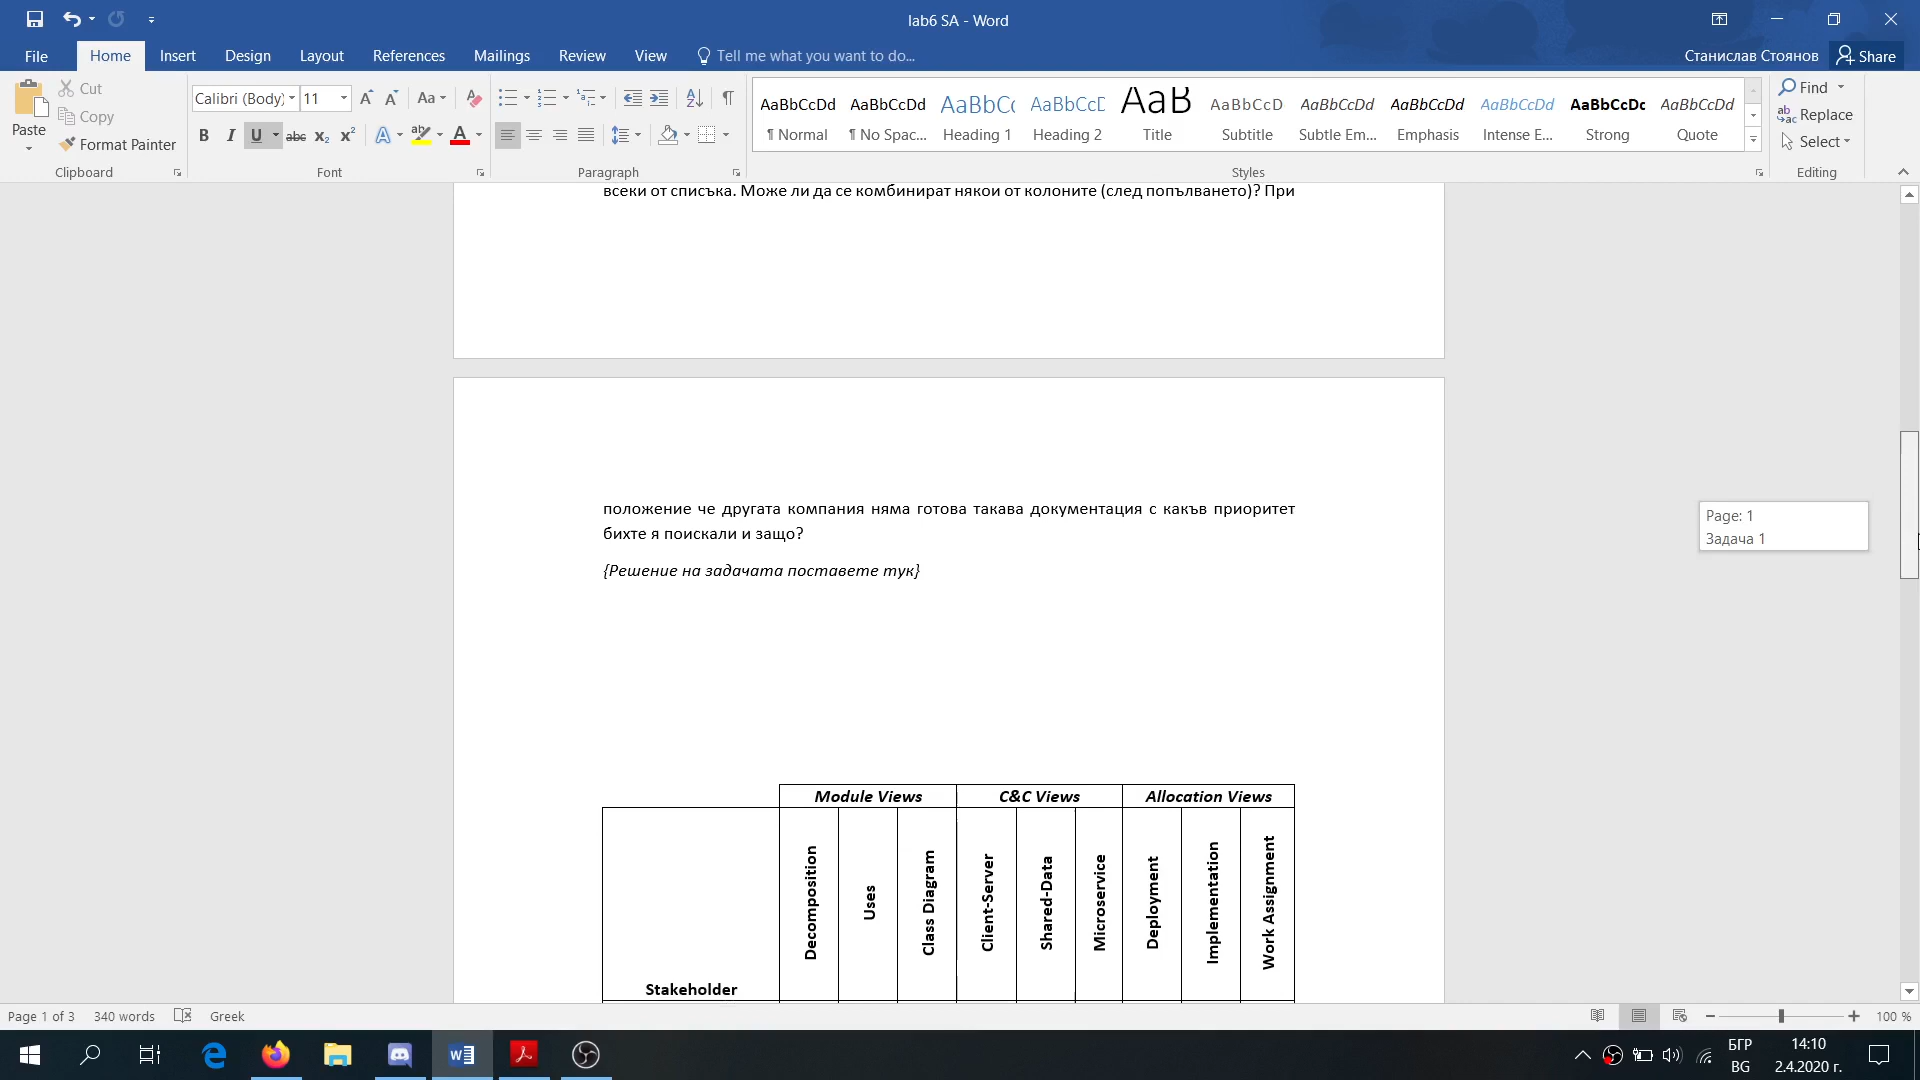 lab6 SA - Word
File Home Insert Design Layout References Mailings Review View Tell me what you want to do... Станислав Стоянов Share
Paste
Cut
Copy
Format Painter
Clipboard
Calibri (Body) 11
Font
Paragraph
AaBbCcDd AaBbCcDd AaBbCc AaBbCcD AaB AaBbCcD AaBbCcDd AaBbCcDd AaBbCcDd AaBbCcDc AaBbCcDd
¶ Normal ¶ No Spac... Heading 1 Heading 2 Title Subtitle Subtle Em... Emphasis Intense E... Strong Quote
Styles
Find
Replace
Select
Editing
всеки от списъка. Може ли да се комбинират някои от колоните (след попълването)? При
положение че другата компания няма готова такава документация с какъв приоритет
бихте я поискали и защо?
{Решение на задачата поставете тук}
Page: 1
Задача 1
Module Views C&C Views Allocation Views
Stakeholder
Decomposition
Uses
Class Diagram
Client-Server
Shared-Data
Microservice
Deployment
Implementation
Work Assignment
Page 1 of 3 340 words Greek 100 %
БГР
BG
14:10
2.4.2020 г.